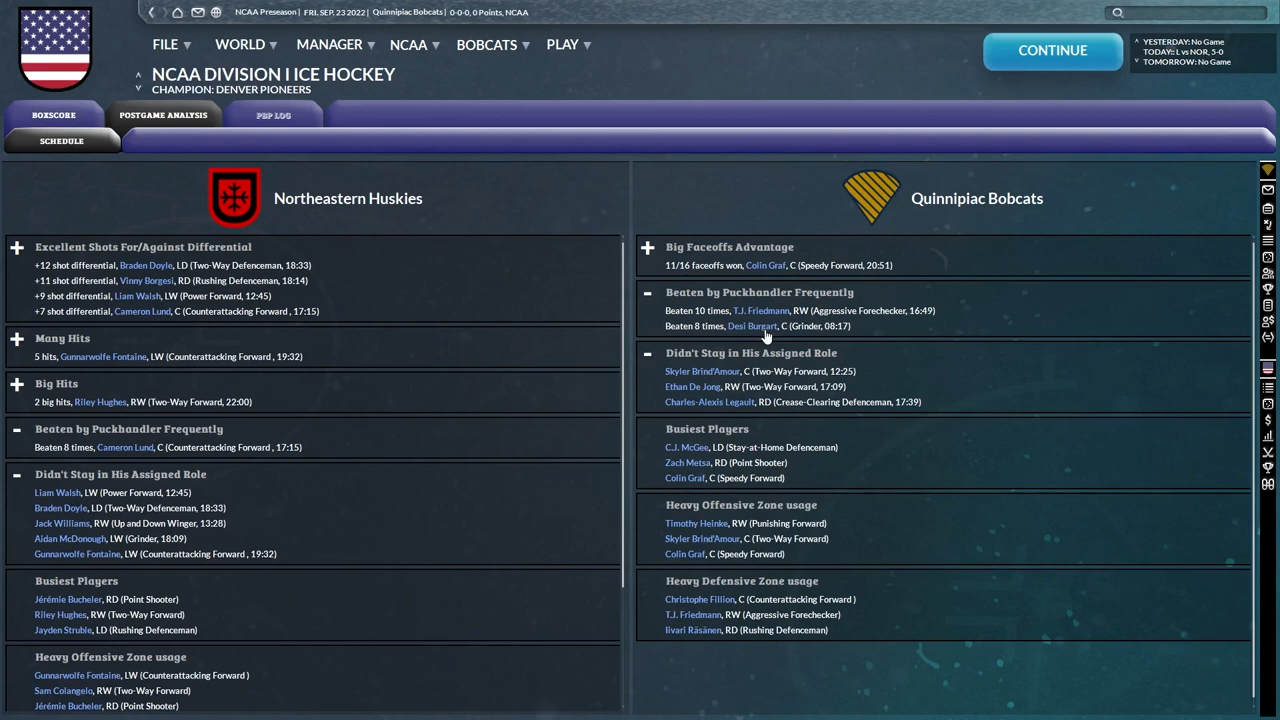 NCAA Preseason | FRI. SEP. 23 2022 | Quinnipiac Bobcats | 0-0-0, 0 Points, NCAA
FILE WORLD MANAGER NCAA BOBCATS PLAY
CONTINUE
YESTERDAY: No Game
TODAY: L vs NOR, 5-0
TOMORROW: No Game
NCAA DIVISION I ICE HOCKEY
CHAMPION: DENVER PIONEERS
BOXSCORE POSTGAME ANALYSIS PBP LOG
SCHEDULE
Northeastern Huskies
Excellent Shots For/Against Differential
+12 shot differential, Braden Doyle, LD (Two-Way Defenceman, 18:33)
+11 shot differential, Vinny Borgesi, RD (Rushing Defenceman, 18:14)
+9 shot differential, Liam Walsh, LW (Power Forward, 12:45)
+7 shot differential, Cameron Lund, C (Counterattacking Forward , 17:15)
Many Hits
5 hits, Gunnarwolfe Fontaine, LW (Counterattacking Forward , 19:32)
Big Hits
2 big hits, Riley Hughes, RW (Two-Way Forward, 22:00)
Beaten by Puckhandler Frequently
Beaten 8 times, Cameron Lund, C (Counterattacking Forward , 17:15)
Didn't Stay in His Assigned Role
Liam Walsh, LW (Power Forward, 12:45)
Braden Doyle, LD (Two-Way Defenceman, 18:33)
Jack Williams, RW (Up and Down Winger, 13:28)
Aidan McDonough, LW (Grinder, 18:09)
Gunnarwolfe Fontaine, LW (Counterattacking Forward , 19:32)
Busiest Players
Jérémie Bucheler, RD (Point Shooter)
Riley Hughes, RW (Two-Way Forward)
Jayden Struble, LD (Rushing Defenceman)
Heavy Offensive Zone usage
Gunnarwolfe Fontaine, LW (Counterattacking Forward )
Sam Colangelo, RW (Two-Way Forward)
Jérémie Bucheler, RD (Point Shooter)
Quinnipiac Bobcats
Big Faceoffs Advantage
11/16 faceoffs won, Colin Graf, C (Speedy Forward, 20:51)
Beaten by Puckhandler Frequently
Beaten 10 times, T.J. Friedmann, RW (Aggressive Forechecker, 16:49)
Beaten 8 times, Desi Burgart, C (Grinder, 08:17)
Didn't Stay in His Assigned Role
Skyler Brind'Amour, C (Two-Way Forward, 12:25)
Ethan De Jong, RW (Two-Way Forward, 17:09)
Charles-Alexis Legault, RD (Crease-Clearing Defenceman, 17:39)
Busiest Players
C.J. McGee, LD (Stay-at-Home Defenceman)
Zach Metsa, RD (Point Shooter)
Colin Graf, C (Speedy Forward)
Heavy Offensive Zone usage
Timothy Heinke, RW (Punishing Forward)
Skyler Brind'Amour, C (Two-Way Forward)
Colin Graf, C (Speedy Forward)
Heavy Defensive Zone usage
Christophe Fillion, C (Counterattacking Forward )
T.J. Friedmann, RW (Aggressive Forechecker)
Iivari Räsänen, RD (Rushing Defenceman)